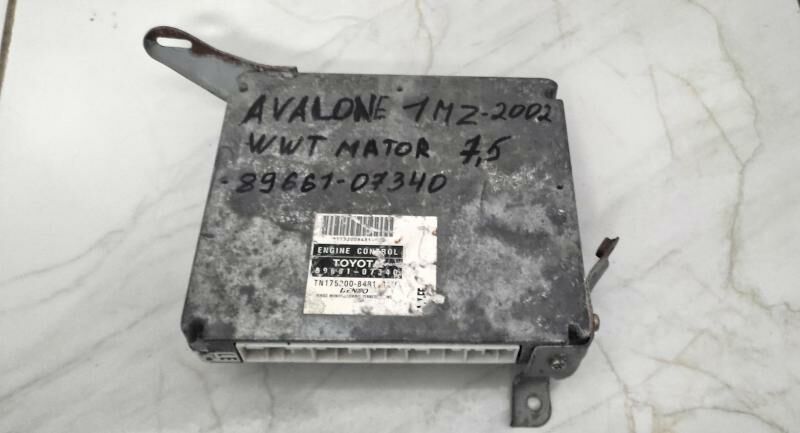 AVALONE 1MZ-2002
WWT MATOR 7,5
-89661-07340
ENGINE CONTROL
TOYOTA
89661-07340
TN175200-8481
DENSO